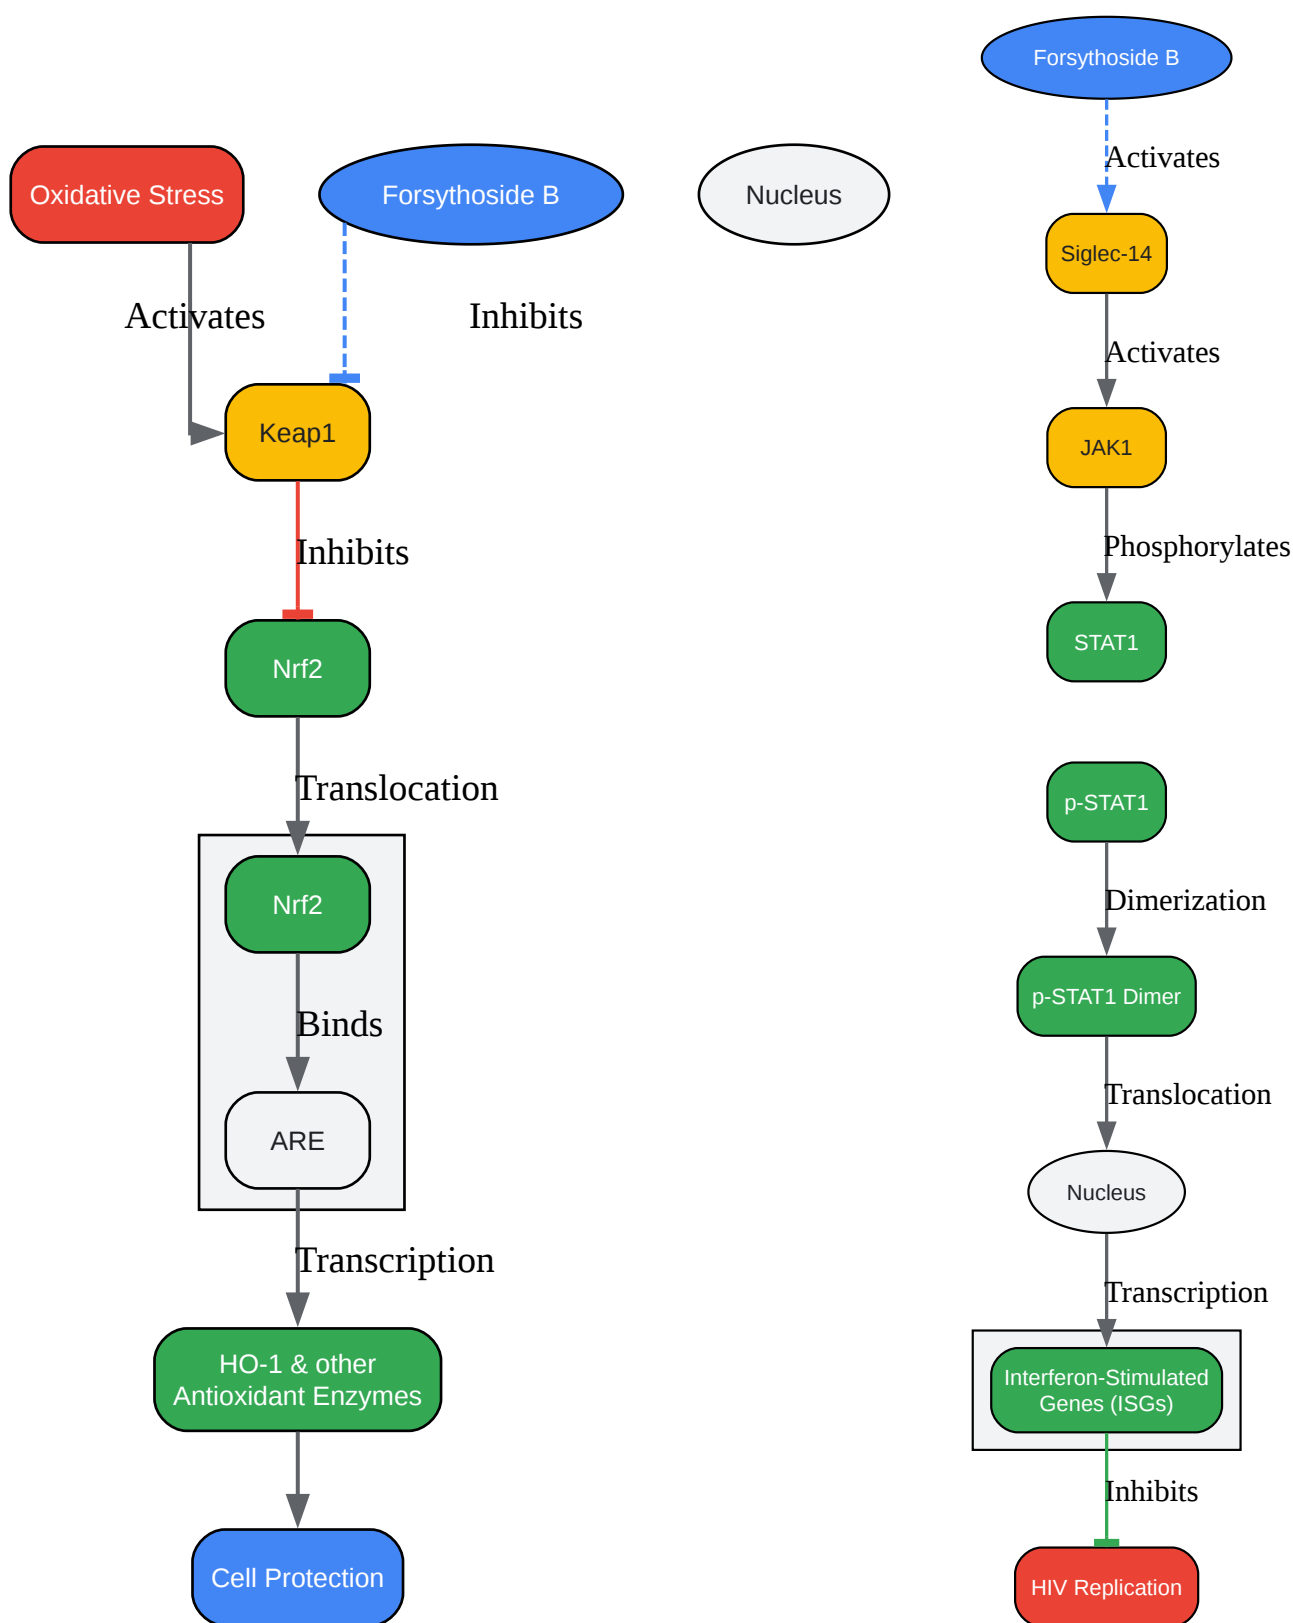 Oxidative Stress
Forsythoside B
Nucleus
Activates
Inhibits
Keap1
Inhibits
Nrf2
Translocation
Nrf2
Binds
ARE
Transcription
HO-1 & other
Antioxidant Enzymes
Cell Protection
Forsythoside B
Activates
Siglec-14
Activates
JAK1
Phosphorylates
STAT1
p-STAT1
Dimerization
p-STAT1 Dimer
Translocation
Nucleus
Transcription
Interferon-Stimulated
Genes (ISGs)
Inhibits
HIV Replication